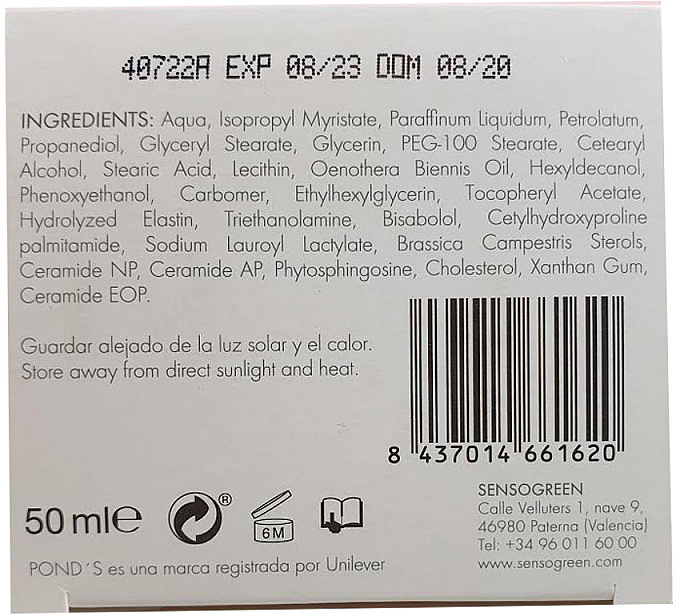 40722A EXP 08/23 DOM 08/20
INGREDIENTS: Aqua, Isopropyl Myristate, Paraffinum Liquidum, Petrolatum,
Propanediol, Glyceryl Stearate, Glycerin, PEG-100 Stearate, Cetearyl
Alcohol, Stearic Acid, Lecithin, Oenothera Biennis Oil, Hexyldecanol,
Phenoxyethanol, Carbomer, Ethylhexylglycerin, Tocopheryl Acetate,
Hydrolyzed Elastin, Triethanolamine, Bisabolol, Cetylhydroxyproline
palmitamide, Sodium Lauroyl Lactylate, Brassica Campestris Sterols,
Ceramide NP, Ceramide AP, Phytosphingosine, Cholesterol, Xanthan Gum,
Ceramide EOP.
Guardar alejado de la luz solar y el calor.
Store away from direct sunlight and heat.
8 437014 661620
50 ml e
®
6M
SENSOGREEN
Calle Velluters 1, nave 9,
46980 Paterna (Valencia)
Tel: +34 96 011 60 00
www.sensogreen.com
POND´S es una marca registrada por Unilever